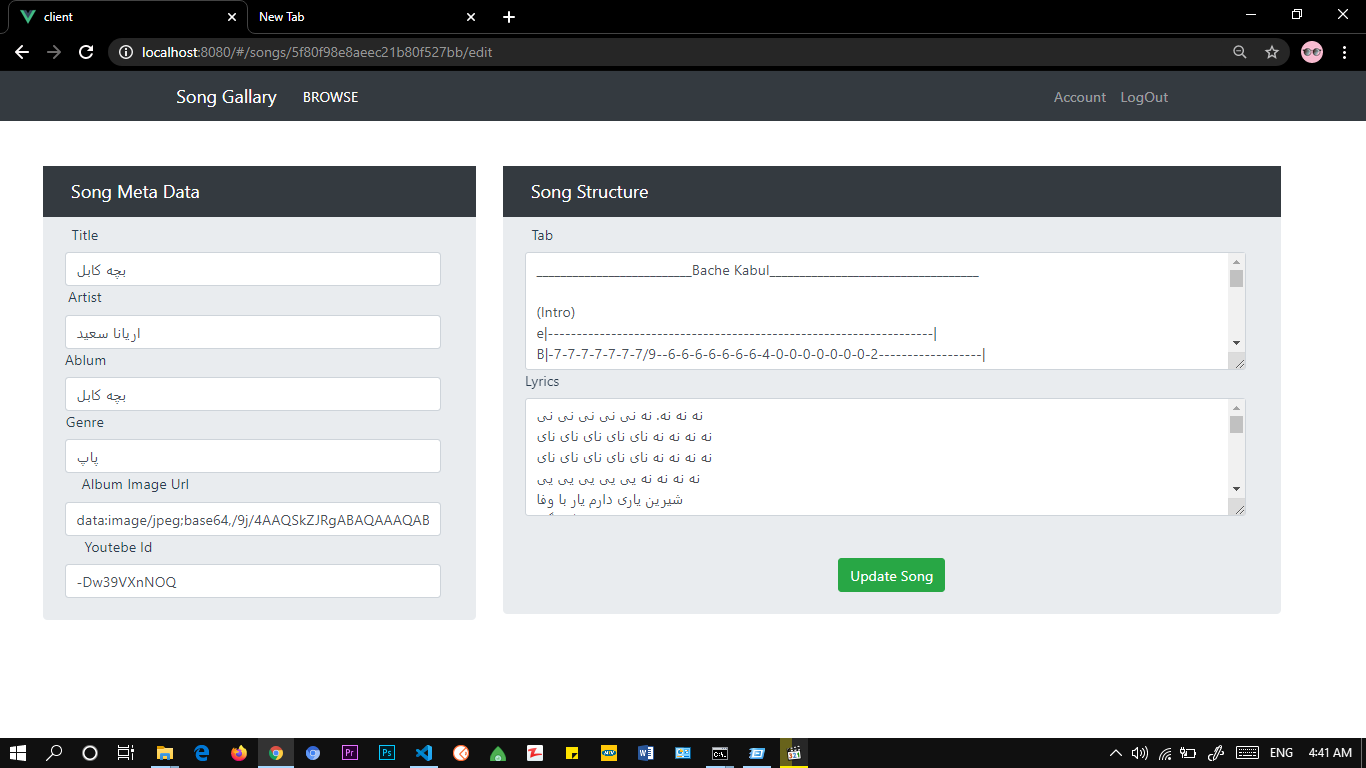 client
New Tab
localhost:8080/#/songs/5f80f98e8aeec21b80f527bb/edit
Song Gallary
BROWSE
Account
LogOut
Song Meta Data
Title
بچه کابل
Artist
اریانا سعید
Ablum
بچه کابل
Genre
پاپ
Album Image Url
data:image/jpeg;base64,/9j/4AAQSkZJRgABAQAAAQAB
Youtebe Id
-Dw39VXnNOQ
Song Structure
Tab
__________________________Bache Kabul___________________________________
(Intro)
e|-------------------------------------------------------------------|
B|-7-7-7-7-7-7-7/9--6-6-6-6-6-6-6-4-0-0-0-0-0-0-0-2------------------|
Lyrics
نه نه نه. نه نی نی نی نی نی
نه نه نه نه نای نای نای نای نای
نه نه نه نه نای نای نای نای نای
نه نه نه نه یی یی یی یی یی
شیرین یاری دارم یار با وفا
Update Song
ENG
4:41 AM